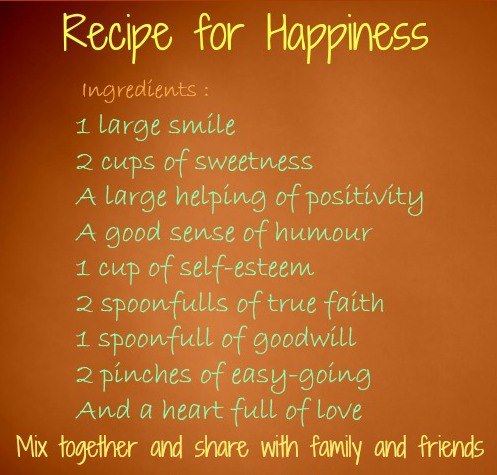 Recipe for Happiness
Ingredients :
1 large smile
2 cups of sweetness
A large helping of positivity
A good sense of humour
1 cup of self-esteem
2 spoonfulls of true faith
1 spoonfull of goodwill
2 pinches of easy-going
And a heart full of love
Mix together and share with family and friends